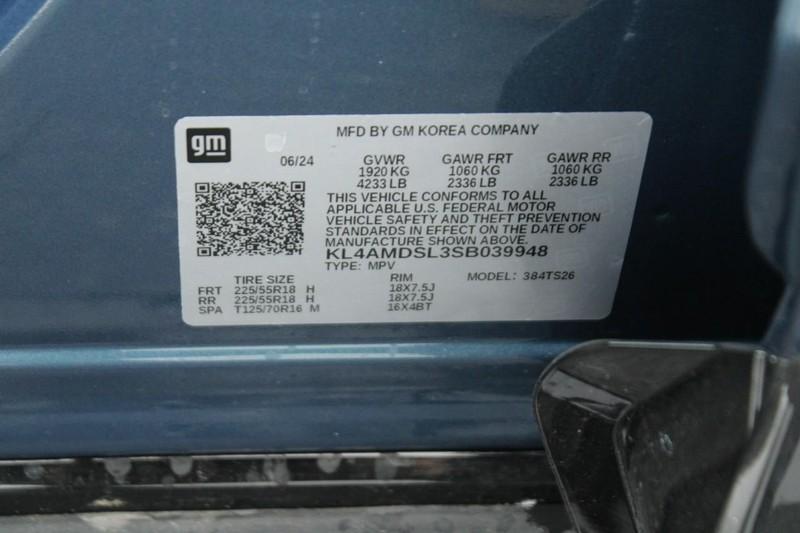 gm
MFD BY GM KOREA COMPANY
06/24 GVWR GAWR FRT GAWR RR
1920 KG 1060 KG 1060 KG
4233 LB 2336 LB 2336 LB
THIS VEHICLE CONFORMS TO ALL
APPLICABLE U.S. FEDERAL MOTOR
VEHICLE SAFETY AND THEFT PREVENTION
STANDARDS IN EFFECT ON THE DATE OF
MANUFACTURE SHOWN ABOVE.
KL4AMDSL3SB039948
TYPE: MPV
TIRE SIZE RIM MODEL: 384TS26
FRT 225/55R18 H 18X7.5J
RR 225/55R18 H 18X7.5J
SPA T125/70R16 M 16X4BT